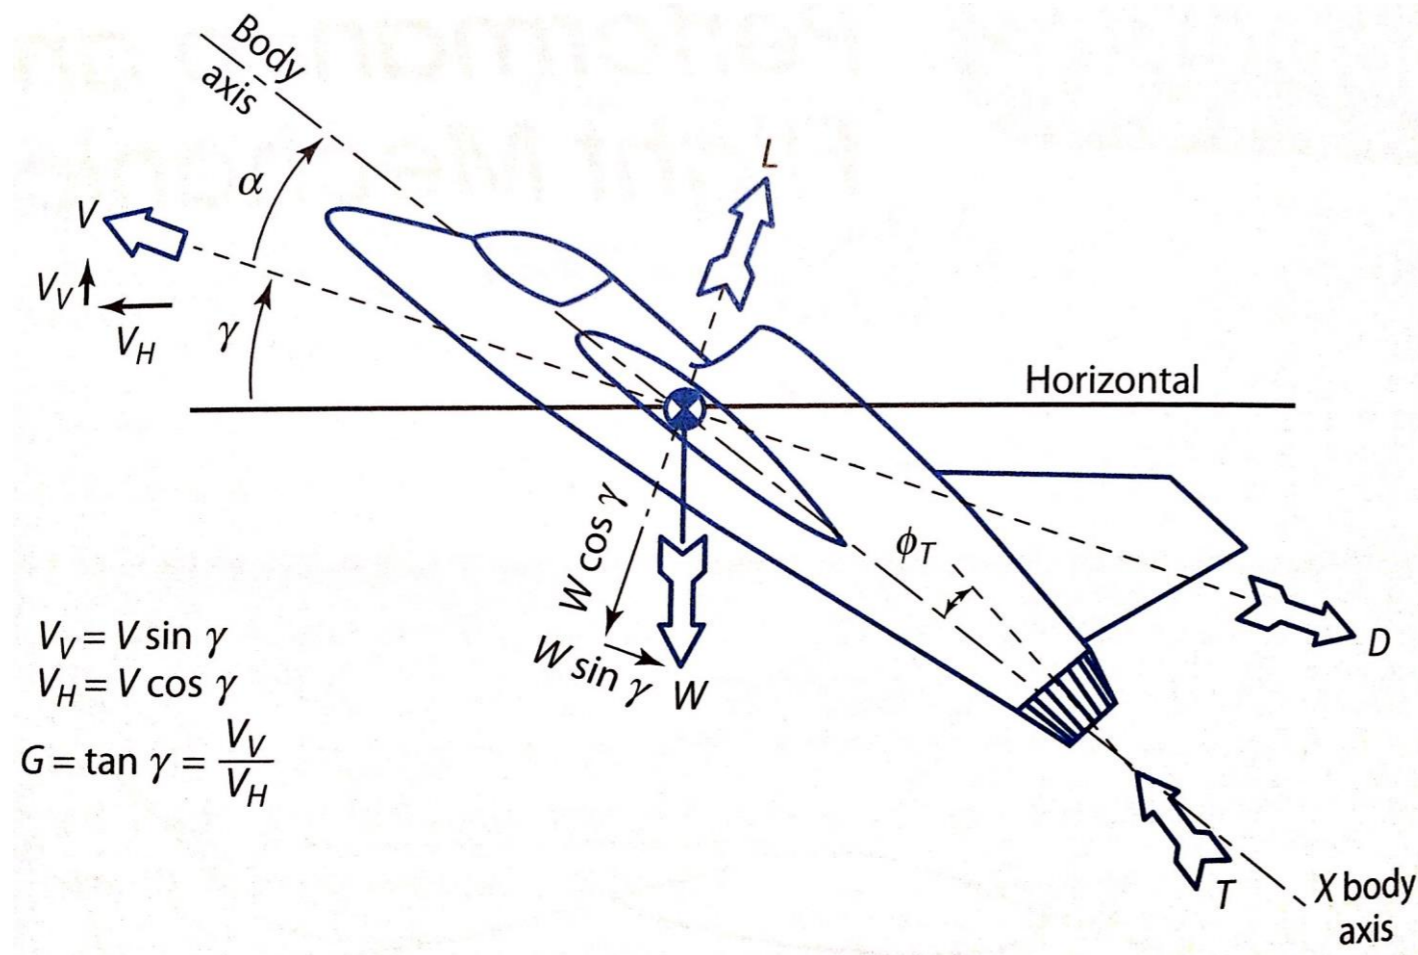 Body
axis
L
α
V
V_V
V_H
γ
Horizontal
W cos γ
ϕ_T
W sin γ
W
D
V_V = V sin γ
V_H = V cos γ
G = tan γ = V_V / V_H
T
X body
axis